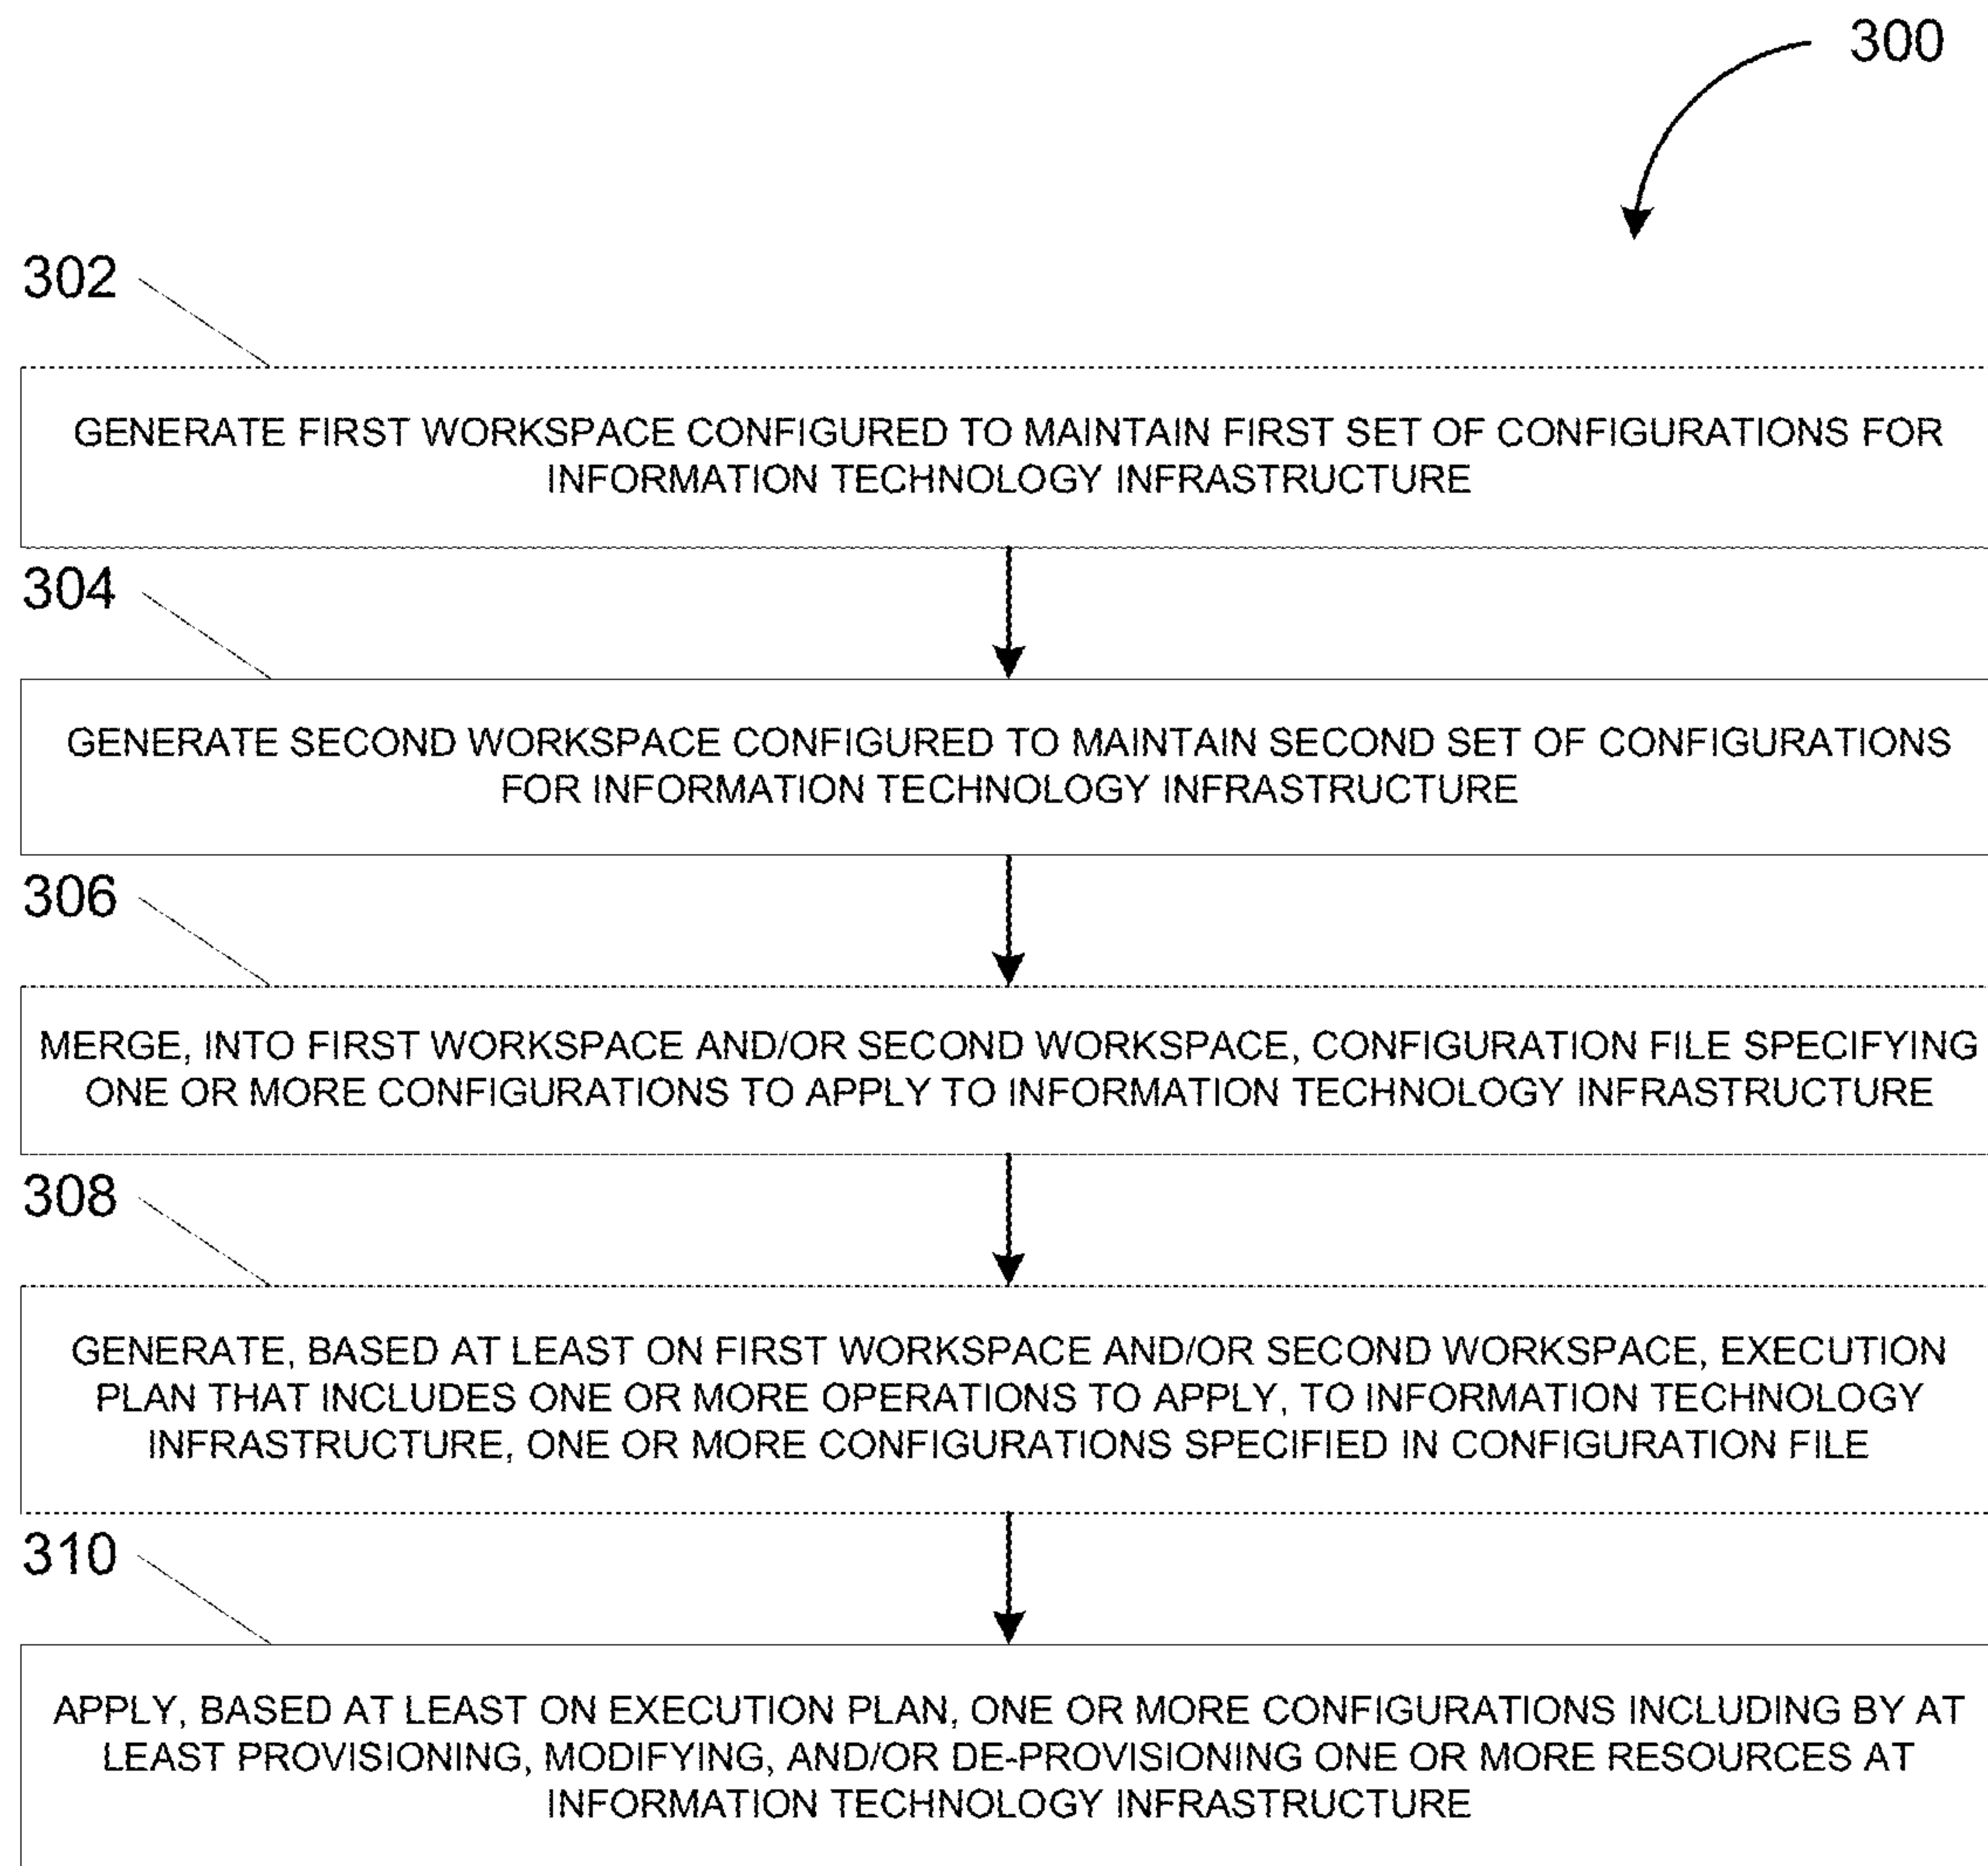 300
302
GENERATE FIRST WORKSPACE CONFIGURED TO MAINTAIN FIRST SET OF CONFIGURATIONS FOR
INFORMATION TECHNOLOGY INFRASTRUCTURE
304
GENERATE SECOND WORKSPACE CONFIGURED TO MAINTAIN SECOND SET OF CONFIGURATIONS
FOR INFORMATION TECHNOLOGY INFRASTRUCTURE
306
MERGE, INTO FIRST WORKSPACE AND/OR SECOND WORKSPACE, CONFIGURATION FILE SPECIFYING
ONE OR MORE CONFIGURATIONS TO APPLY TO INFORMATION TECHNOLOGY INFRASTRUCTURE
308
GENERATE, BASED AT LEAST ON FIRST WORKSPACE AND/OR SECOND WORKSPACE, EXECUTION
PLAN THAT INCLUDES ONE OR MORE OPERATIONS TO APPLY, TO INFORMATION TECHNOLOGY
INFRASTRUCTURE, ONE OR MORE CONFIGURATIONS SPECIFIED IN CONFIGURATION FILE
310
APPLY, BASED AT LEAST ON EXECUTION PLAN, ONE OR MORE CONFIGURATIONS INCLUDING BY AT
LEAST PROVISIONING, MODIFYING, AND/OR DE-PROVISIONING ONE OR MORE RESOURCES AT
INFORMATION TECHNOLOGY INFRASTRUCTURE